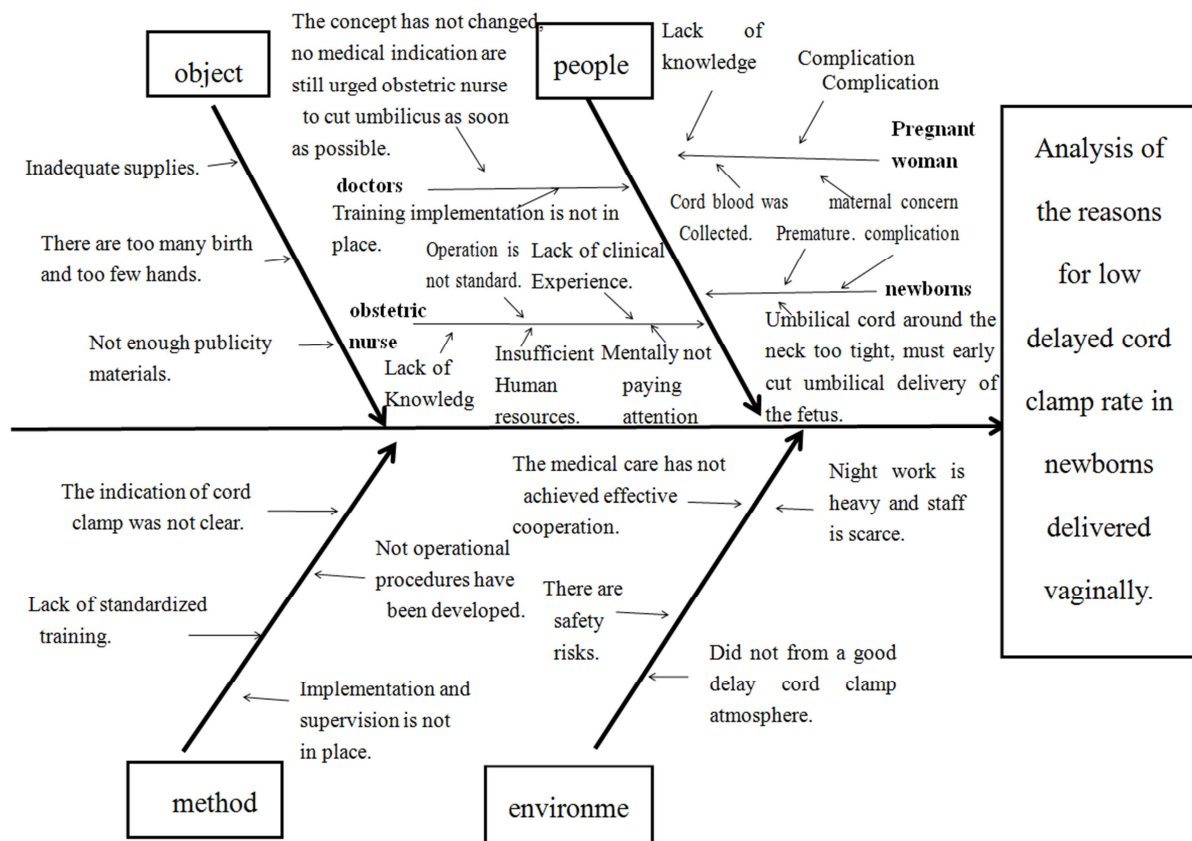 object
Inadequate supplies.
There are too many birth
and too few hands.
Not enough publicity
materials.
people
The concept has not changed,
no medical indication are
still urged obstetric nurse
to cut umbilicus as soon
as possible.
doctors
Training implementation is not in
place.
Operation is
not standard.
Lack of clinical
Experience.
obstetric
nurse
Lack of
Knowledg
Insufficient
Human
resources.
Mentally not
paying
attention
Lack of
knowledge
Complication
Complication
Pregnant
woman
Cord blood was
Collected.
maternal concern
Premature. complication
newborns
Umbilical cord around the
neck too tight, must early
cut umbilical delivery of
the fetus.
Analysis of
the reasons
for low
delayed cord
clamp rate in
newborns
delivered
vaginally.
The indication of cord
clamp was not clear.
Not operational
procedures have
been developed.
Lack of standardized
training.
Implementation and
supervision is not
in place.
method
The medical care has not
achieved effective
cooperation.
Night work is
heavy and staff
is scarce.
There are
safety
risks.
Did not from a good
delay cord clamp
atmosphere.
environme